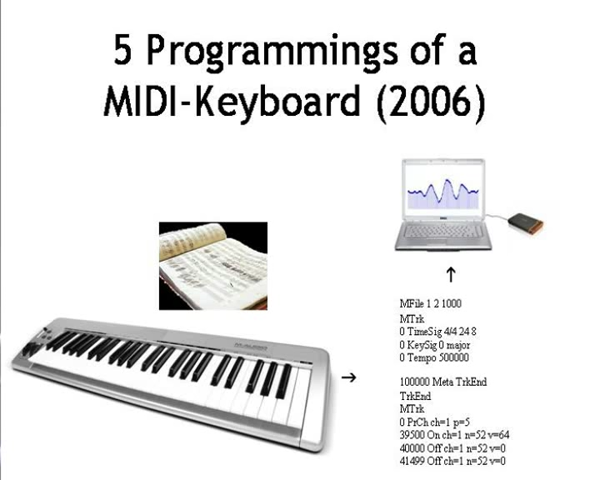 5 Programmings of a
MIDI-Keyboard (2006)
MFile 1 2 1000
MTrk
0 TimeSig 4/4 24 8
0 KeySig 0 major
0 Tempo 500000
100000 Meta TrkEnd
TrkEnd
MTrk
0 PrCh ch=1 p=5
39500 On ch=1 n=52 v=64
40000 Off ch=1 n=52 v=0
41499 Off ch=1 n=52 v=0